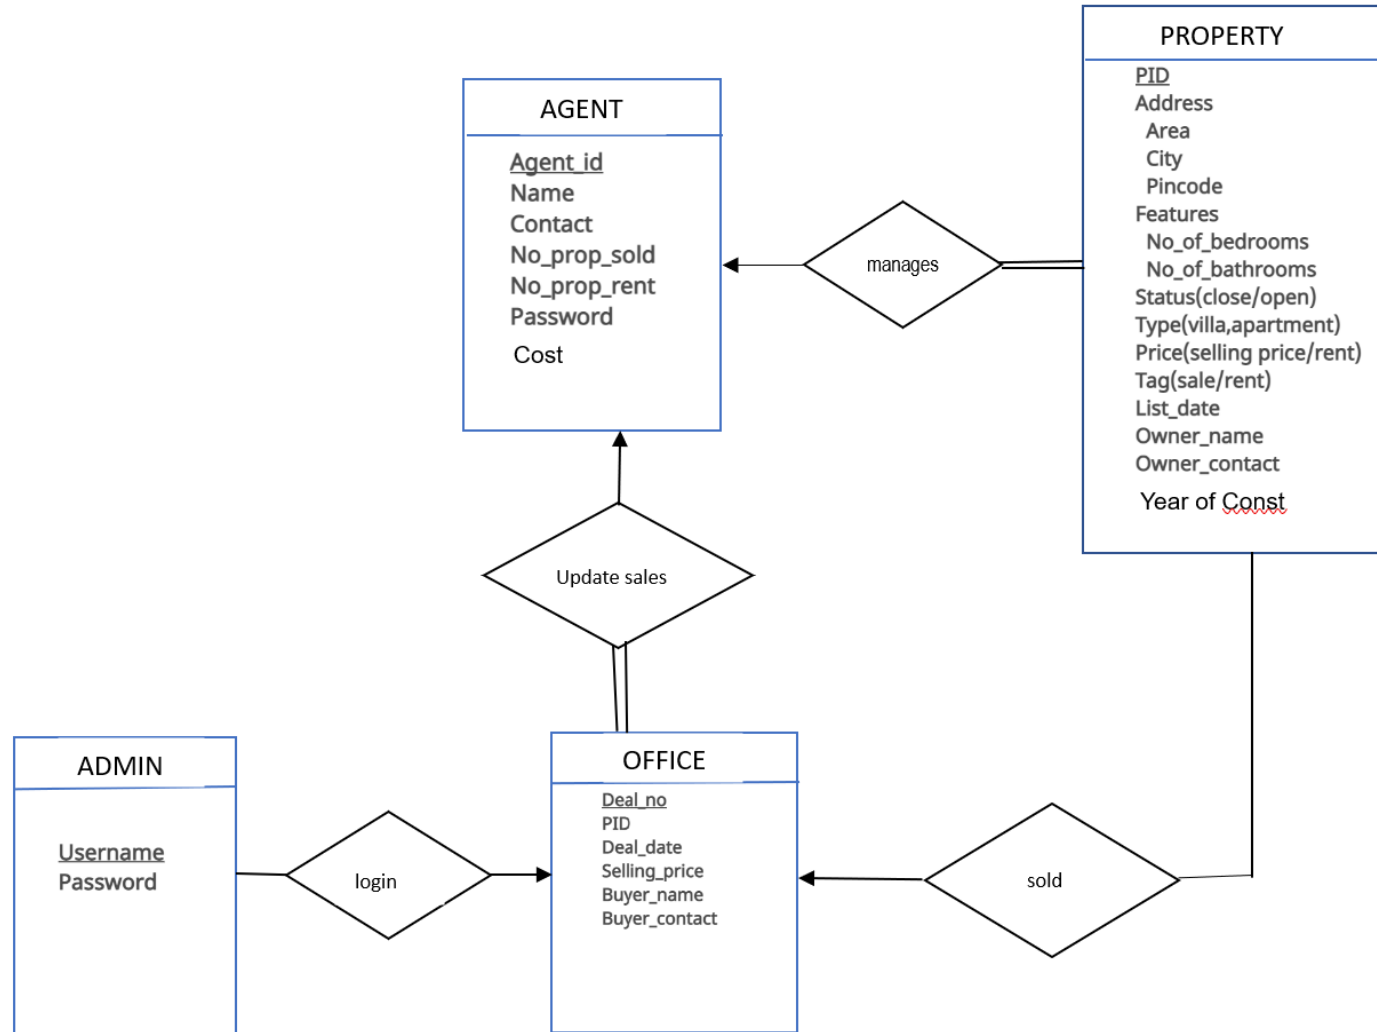 PROPERTY
PID
Address
Area
City
Pincode
Features
No_of_bedrooms
No_of_bathrooms
Status(close/open)
Type(villa,apartment)
Price(selling price/rent)
Tag(sale/rent)
List_date
Owner_name
Owner_contact
Year of Const
AGENT
Agent_id
Name
Contact
No_prop_sold
No_prop_rent
Password
Cost
manages
Update sales
ADMIN
Username
Password
login
OFFICE
Deal_no
PID
Deal_date
Selling_price
Buyer_name
Buyer_contact
sold